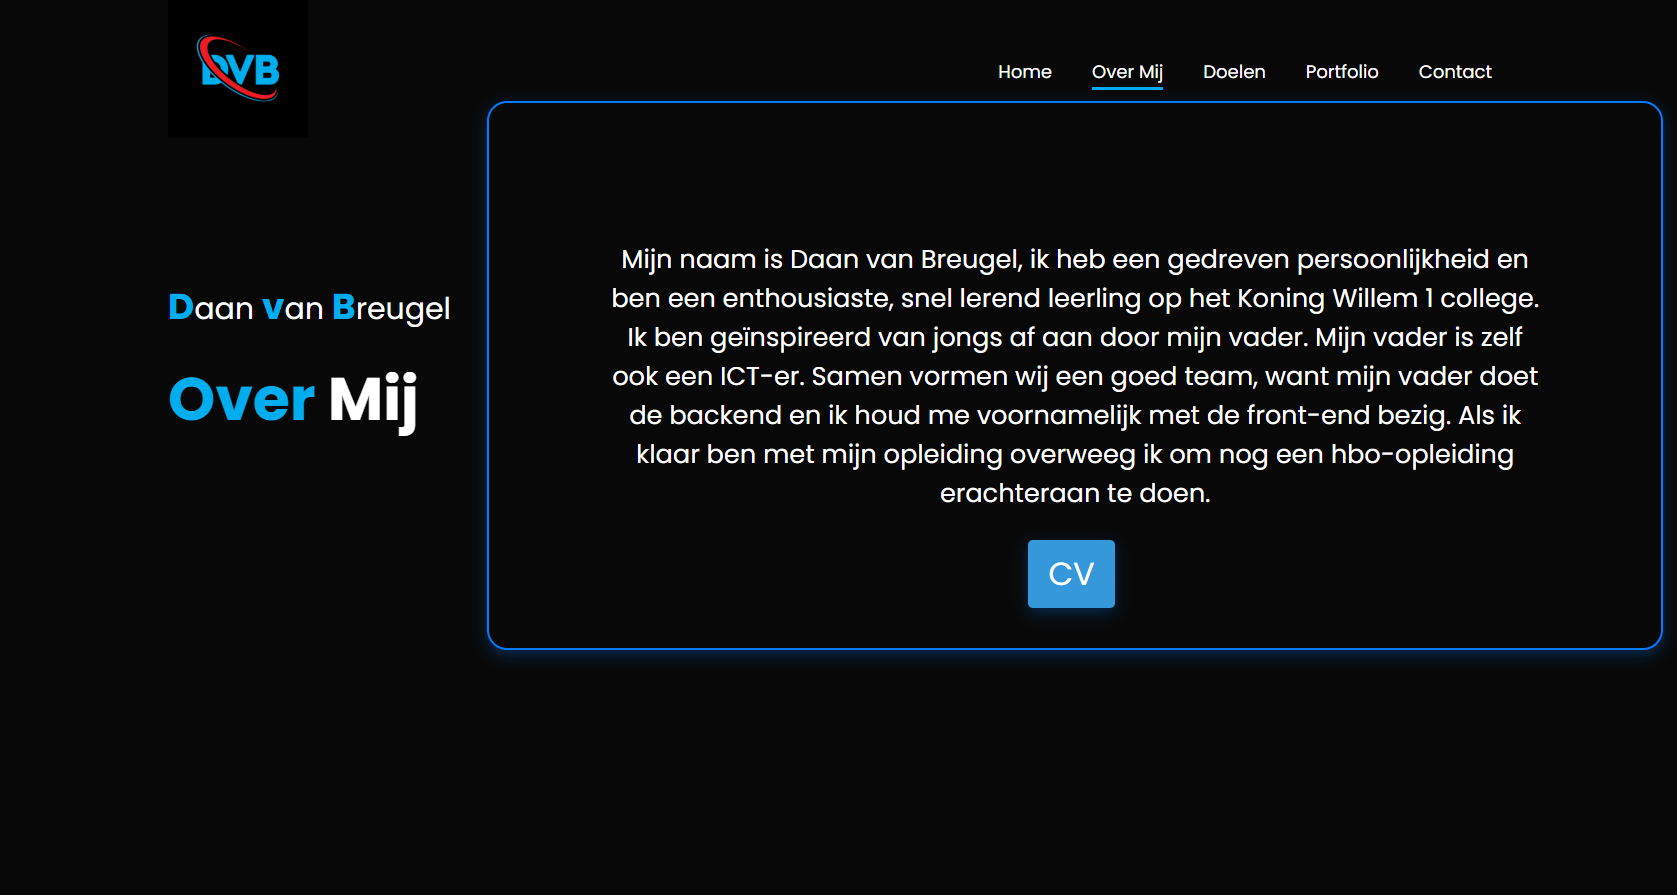 DVB
Home Over Mij Doelen Portfolio Contact
Daan van Breugel
Over Mij
Mijn naam is Daan van Breugel, ik heb een gedreven persoonlijkheid en
ben een enthousiaste, snel lerend leerling op het Koning Willem 1 college.
Ik ben geïnspireerd van jongs af aan door mijn vader. Mijn vader is zelf
ook een ICT-er. Samen vormen wij een goed team, want mijn vader doet
de backend en ik houd me voornamelijk met de front-end bezig. Als ik
klaar ben met mijn opleiding overweeg ik om nog een hbo-opleiding
erachteraan te doen.
CV